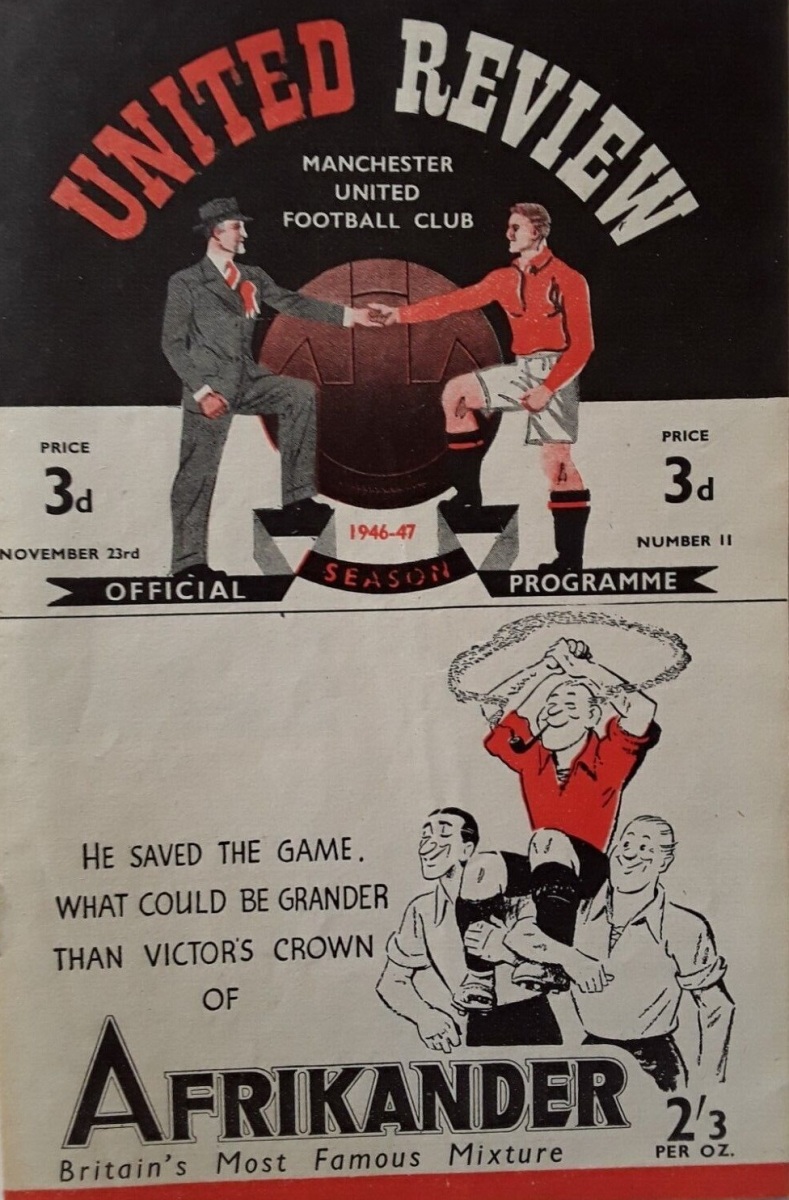 UNITED REVIEW
MANCHESTER
UNITED
FOOTBALL CLUB
PRICE
3d
NOVEMBER 23rd
PRICE
3d
NUMBER 11
1946-47
OFFICIAL SEASON PROGRAMME
HE SAVED THE GAME.
WHAT COULD BE GRANDER
THAN VICTOR'S CROWN
OF
AFRIKANDER
Britain's Most Famous Mixture
2'3
PER OZ.